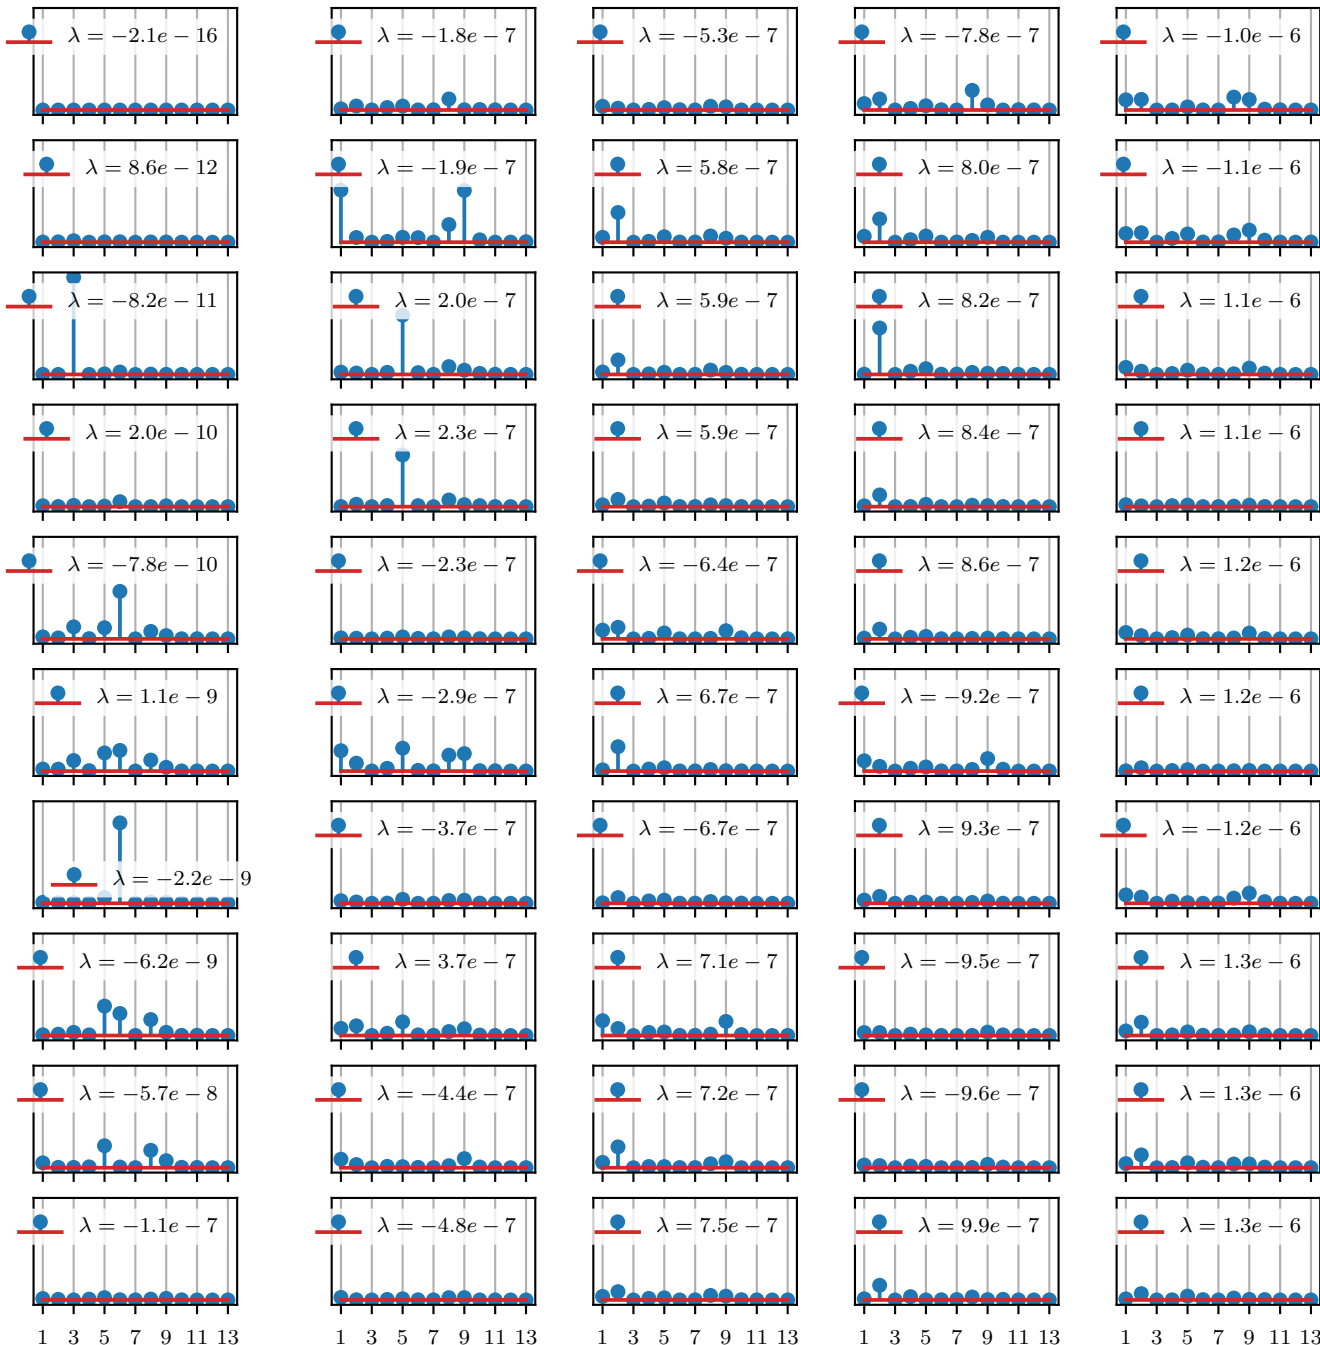 λ = −2.1e − 16 λ = −1.8e − 7 λ = −5.3e − 7 λ = −7.8e − 7 λ = −1.0e − 6
λ = 8.6e − 12 λ = −1.9e − 7 λ = 5.8e − 7 λ = 8.0e − 7 λ = −1.1e − 6
λ = −8.2e − 11 λ = 2.0e − 7 λ = 5.9e − 7 λ = 8.2e − 7 λ = 1.1e − 6
λ = 2.0e − 10 λ = 2.3e − 7 λ = 5.9e − 7 λ = 8.4e − 7 λ = 1.1e − 6
λ = −7.8e − 10 λ = −2.3e − 7 λ = −6.4e − 7 λ = 8.6e − 7 λ = 1.2e − 6
λ = 1.1e − 9 λ = −2.9e − 7 λ = 6.7e − 7 λ = −9.2e − 7 λ = 1.2e − 6
λ = −2.2e − 9 λ = −3.7e − 7 λ = −6.7e − 7 λ = 9.3e − 7 λ = −1.2e − 6
λ = −6.2e − 9 λ = 3.7e − 7 λ = 7.1e − 7 λ = −9.5e − 7 λ = 1.3e − 6
λ = −5.7e − 8 λ = −4.4e − 7 λ = 7.2e − 7 λ = −9.6e − 7 λ = 1.3e − 6
λ = −1.1e − 7 λ = −4.8e − 7 λ = 7.5e − 7 λ = 9.9e − 7 λ = 1.3e − 6
1 3 5 7 9 11 13 1 3 5 7 9 11 13 1 3 5 7 9 11 13 1 3 5 7 9 11 13 1 3 5 7 9 11 13